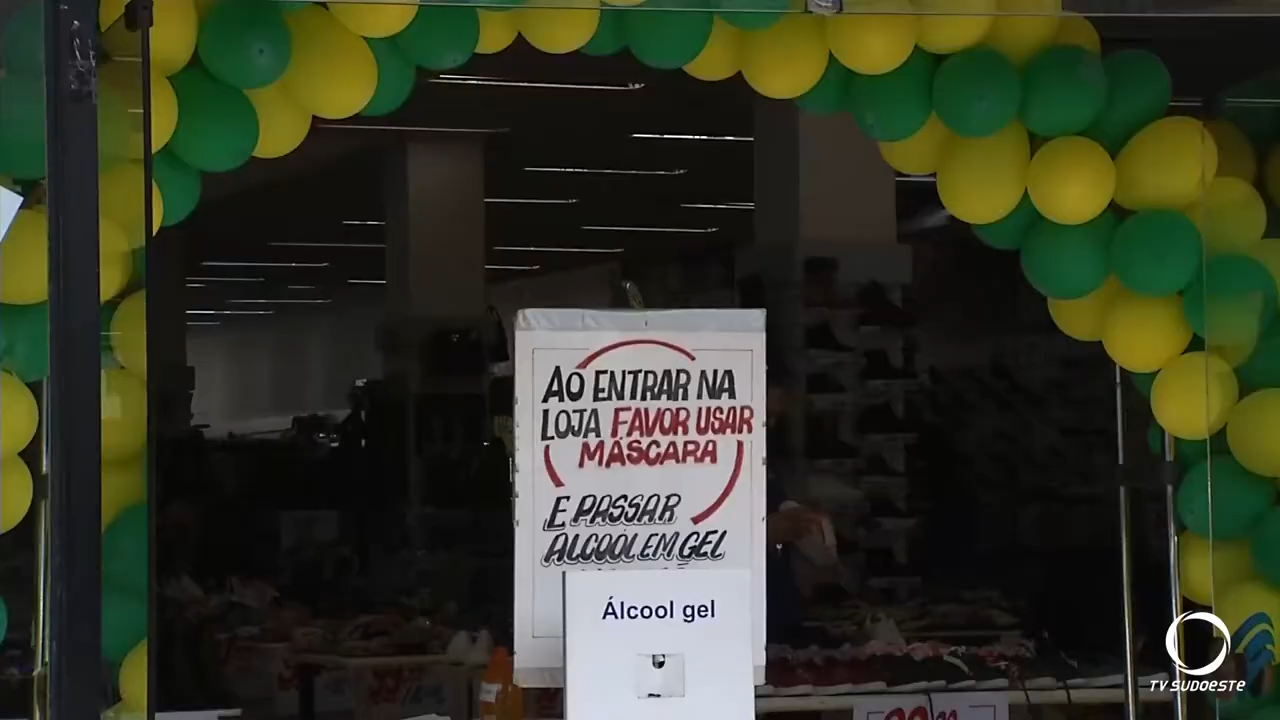 AO ENTRAR NA
LOJA FAVOR USAR
MÁSCARA
E PASSAR
ALCOOL EM GEL
Álcool gel
TV SUDOESTE